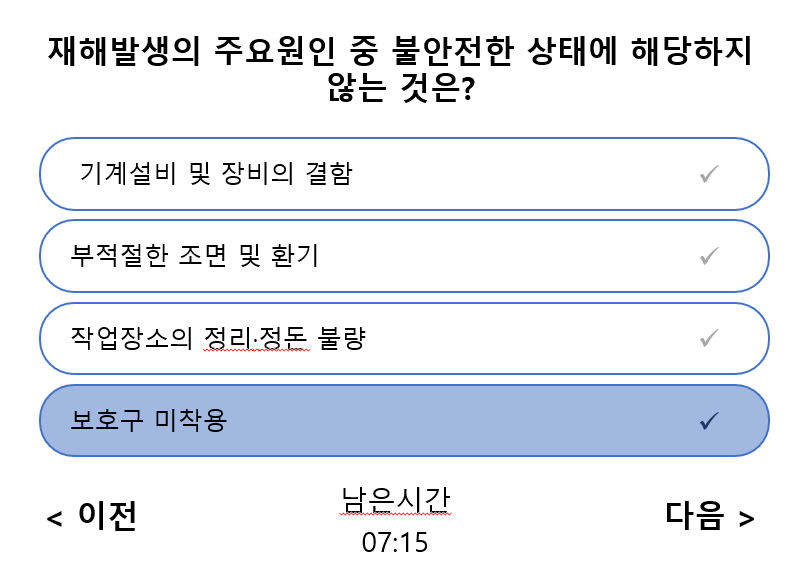 재해발생의 주요원인 중 불안전한 상태에 해당하지
않는 것은?
기계설비 및 장비의 결함 ✓
부적절한 조면 및 환기 ✓
작업장소의 정리·정돈 불량 ✓
보호구 미착용 ✓
< 이전
남은시간
07:15
다음 >